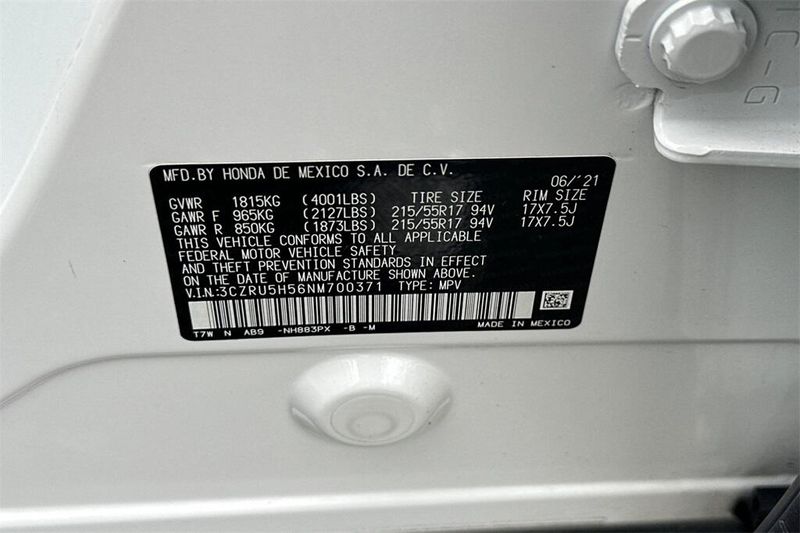 MFD.BY HONDA DE MEXICO S.A. DE C.V.
06/'21
GVWR 1815KG (4001LBS) TIRE SIZE RIM SIZE
GAWR F 965KG (2127LBS) 215/55R17 94V 17X7.5J
GAWR R 850KG (1873LBS) 215/55R17 94V 17X7.5J
THIS VEHICLE CONFORMS TO ALL APPLICABLE
FEDERAL MOTOR VEHICLE SAFETY
AND THEFT PREVENTION STANDARDS IN EFFECT
ON THE DATE OF MANUFACTURE SHOWN ABOVE.
V.I.N.:3CZRU5H56NM700371 TYPE: MPV
T7W N AB9 -NH883PX -B -M MADE IN MEXICO
C-G